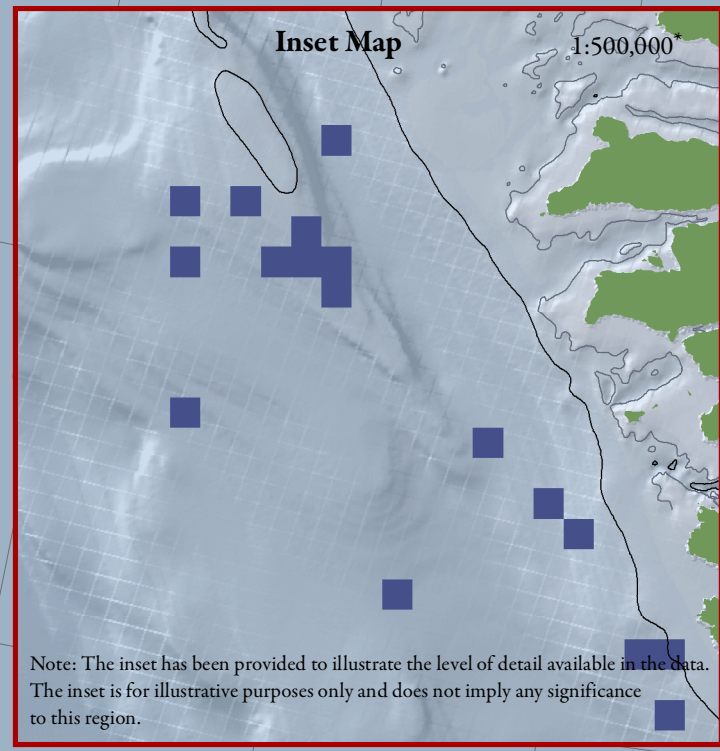 Inset Map
1:500,000*
Note: The inset has been provided to illustrate the level of detail available in the data.
The inset is for illustrative purposes only and does not imply any significance
to this region.